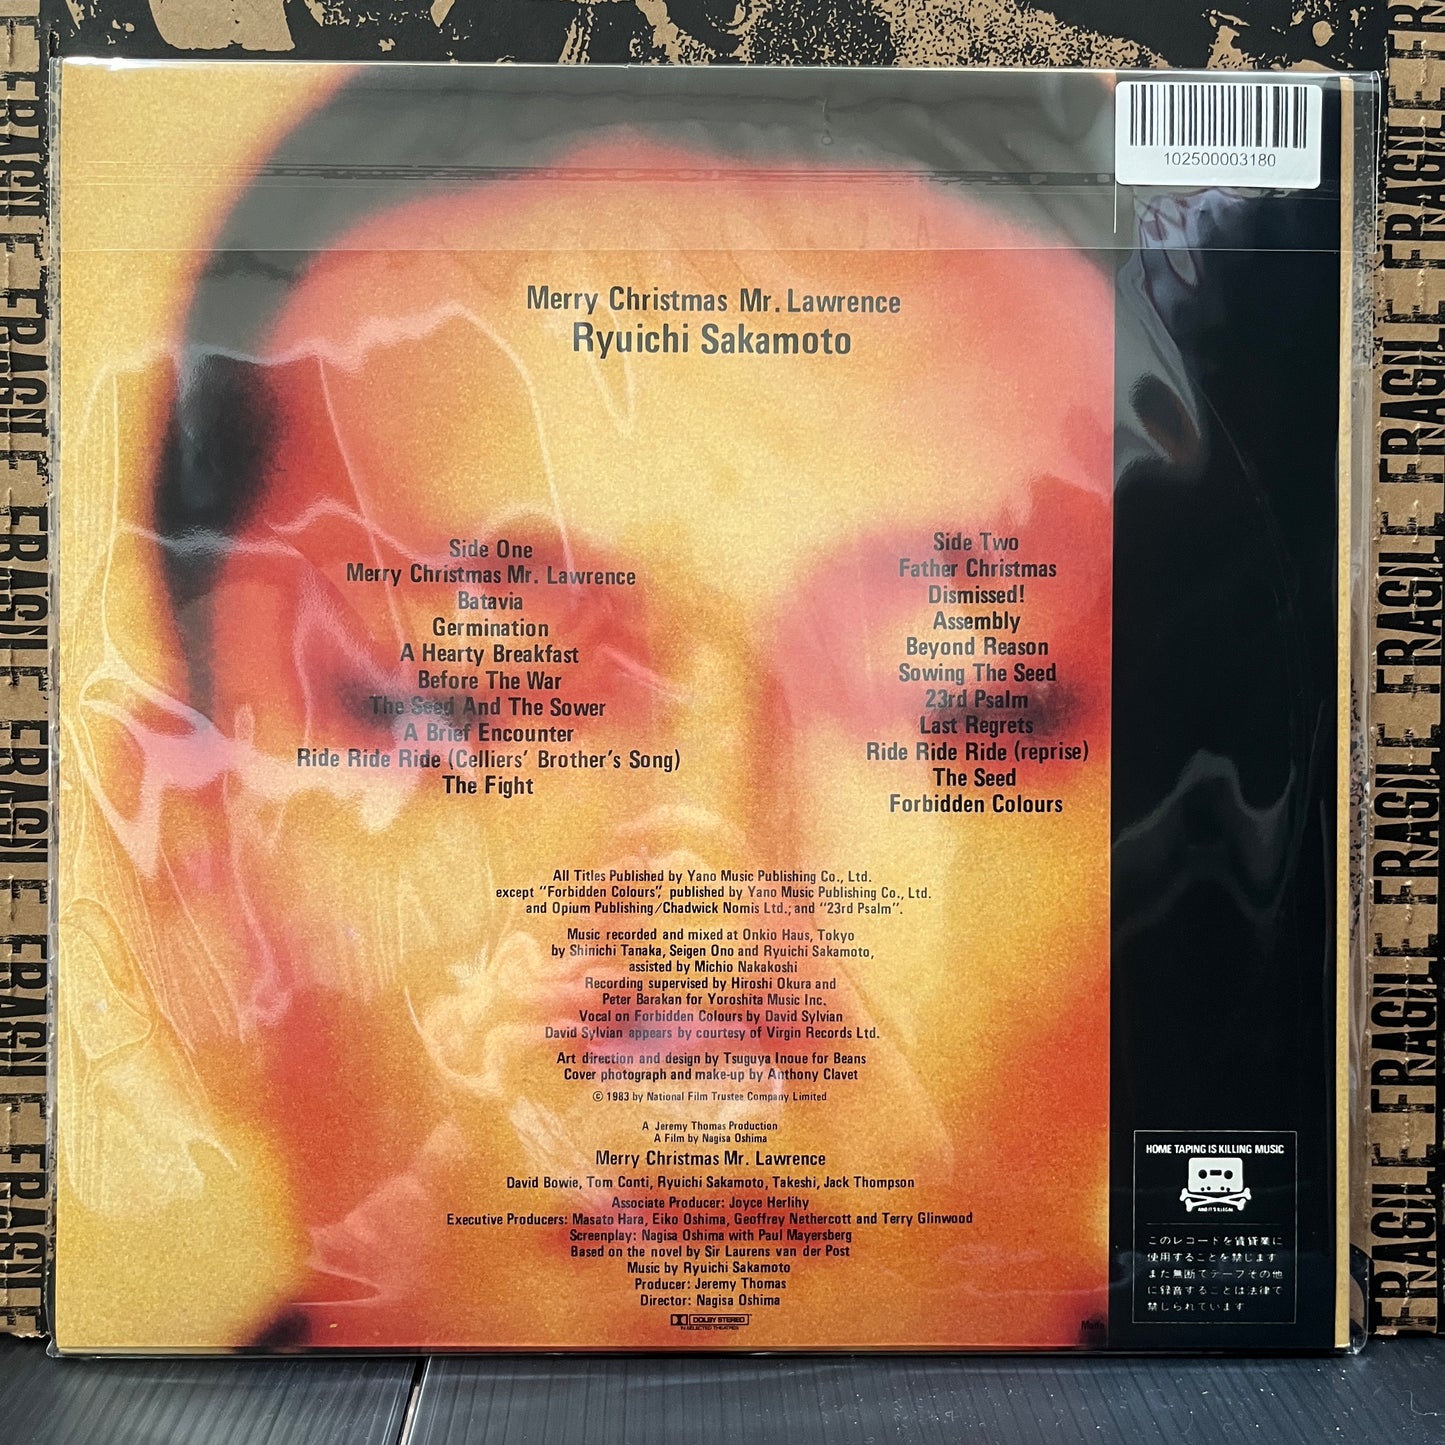 102500003180
Merry Christmas Mr. Lawrence
Ryuichi Sakamoto
Side One
Merry Christmas Mr. Lawrence
Batavia
Germination
A Hearty Breakfast
Before The War
The Seed And The Sower
A Brief Encounter
Ride Ride Ride (Celliers' Brother's Song)
The Fight
Side Two
Father Christmas
Dismissed!
Assembly
Beyond Reason
Sowing The Seed
23rd Psalm
Last Regrets
Ride Ride Ride (reprise)
The Seed
Forbidden Colours
All Titles Published by Yano Music Publishing Co., Ltd.
except "Forbidden Colours", published by Yano Music Publishing Co., Ltd.
and Opium Publishing/Chadwick Nomis Ltd.; and "23rd Psalm".
Music recorded and mixed at Onkio Haus, Tokyo
by Shinichi Tanaka, Seigen Ono and Ryuichi Sakamoto,
assisted by Michio Nakakoshi
Recording supervised by Hiroshi Okura and
Peter Barakan for Yoroshita Music Inc.
Vocal on Forbidden Colours by David Sylvian
David Sylvian appears by courtesy of Virgin Records Ltd.
Art direction and design by Tsuguya Inoue for Beans
Cover photograph and make-up by Anthony Clavet
© 1983 by National Film Trustee Company Limited
A Jeremy Thomas Production
A Film by Nagisa Oshima
Merry Christmas Mr. Lawrence
David Bowie, Tom Conti, Ryuichi Sakamoto, Takeshi, Jack Thompson
Associate Producer: Joyce Herlihy
Executive Producers: Masato Hara, Eiko Oshima, Geoffrey Nethercott and Terry Glinwood
Screenplay: Nagisa Oshima with Paul Mayersberg
Based on the novel by Sir Laurens van der Post
Music by Ryuichi Sakamoto
Producer: Jeremy Thomas
Director: Nagisa Oshima
DOLBY STEREO
IN SELECTED THEATRES
HOME TAPING IS KILLING MUSIC
AND IT'S ILLEGAL
このレコードを賃貸業に
使用することを禁じます
また無断でテープその他
に録音することは法律で
禁じられています
FRAGILE FRAGILE FRAGILE FRAGILE FRAGILE
FRAGILE FRAGILE FRAGILE FRAGILE FRAGILE